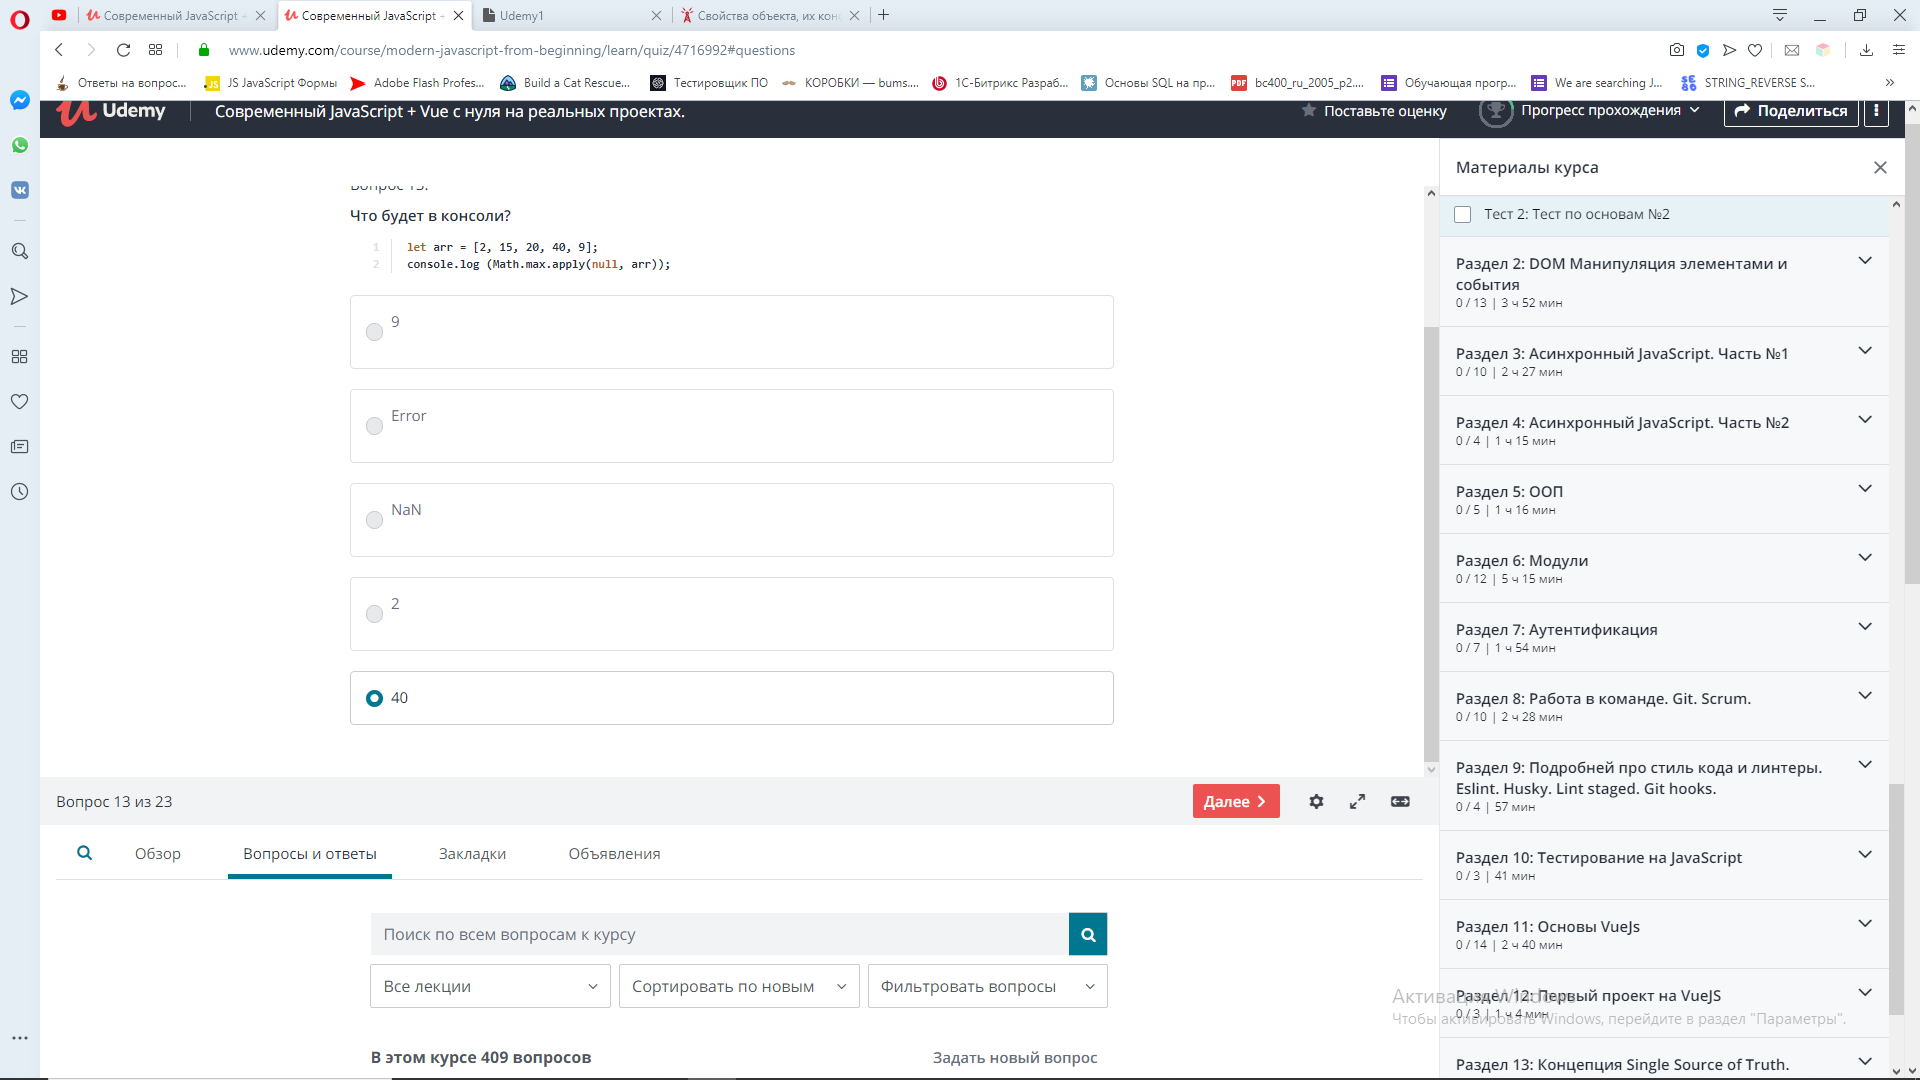 Современный JavaScript +
Современный JavaScript +
Udemy1
Свойства объекта, их кон
www.udemy.com/course/modern-javascript-from-beginning/learn/quiz/4716992#questions
Ответы на вопрос...
JS JavaScript Формы
Adobe Flash Profes...
Build a Cat Rescue...
Тестировщик ПО
КОРОБКИ — bums....
1С-Битрикс Разраб...
Основы SQL на пр...
PDF bc400_ru_2005_p2....
Обучающая прогр...
We are searching J...
STRING_REVERSE S...
Udemy
Современный JavaScript + Vue с нуля на реальных проектах.
Поставьте оценку
Прогресс прохождения
Поделиться
Вопрос 13:
Что будет в консоли?
1 let arr = [2, 15, 20, 40, 9];
2 console.log (Math.max.apply(null, arr));
9
Error
NaN
2
40
Вопрос 13 из 23
Далее
Обзор
Вопросы и ответы
Закладки
Объявления
Поиск по всем вопросам к курсу
Все лекции
Сортировать по новым
Фильтровать вопросы
В этом курсе 409 вопросов
Задать новый вопрос
Материалы курса
Тест 2: Тест по основам №2
Раздел 2: DOM Манипуляция элементами и
события
0 / 13 | 3 ч 52 мин
Раздел 3: Асинхронный JavaScript. Часть №1
0 / 10 | 2 ч 27 мин
Раздел 4: Асинхронный JavaScript. Часть №2
0 / 4 | 1 ч 15 мин
Раздел 5: ООП
0 / 5 | 1 ч 16 мин
Раздел 6: Модули
0 / 12 | 5 ч 15 мин
Раздел 7: Аутентификация
0 / 7 | 1 ч 54 мин
Раздел 8: Работа в команде. Git. Scrum.
0 / 10 | 2 ч 28 мин
Раздел 9: Подробней про стиль кода и линтеры.
Eslint. Husky. Lint staged. Git hooks.
0 / 4 | 57 мин
Раздел 10: Тестирование на JavaScript
0 / 3 | 41 мин
Раздел 11: Основы VueJs
0 / 14 | 2 ч 40 мин
Раздел 12: Первый проект на VueJS
0 / 3 | 1 ч 4 мин
Активация Windows
Чтобы активировать Windows, перейдите в раздел "Параметры".
Раздел 13: Концепция Single Source of Truth.